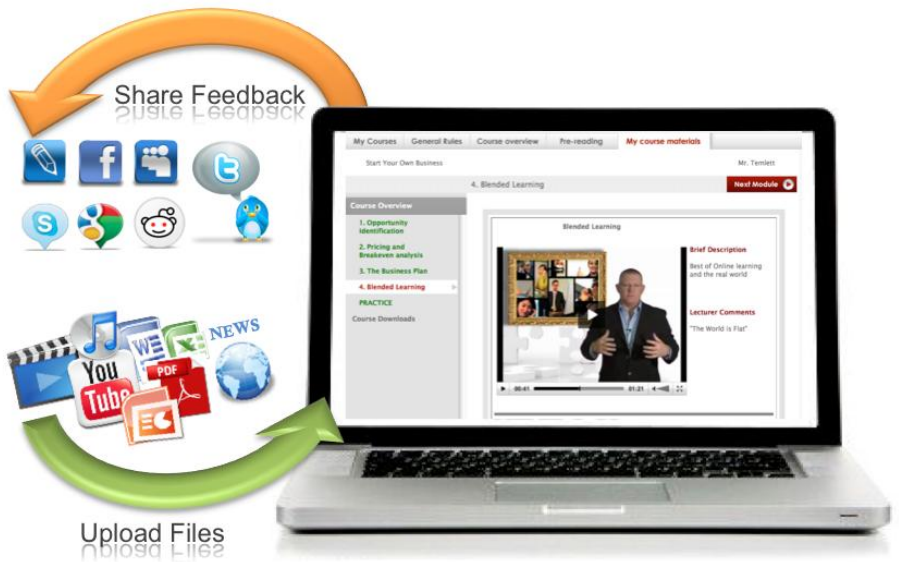 Share Feedback
f
t
S
g
NEWS
W
X
You
Tube
PDF
Upload Files
My Courses
General Rules
Course overview
Pre-reading
My course materials
Start Your Own Business
Mr. Temlett
4. Blended Learning
Next Module
Course Overview
1. Opportunity
Identification
2. Pricing and
Breakeven analysis
3. The Business Plan
4. Blended Learning
PRACTICE
Course Downloads
Blended Learning
Brief Description
Best of Online learning
and the real world
Lecturer Comments
"The World is Flat"
00:41
01:21